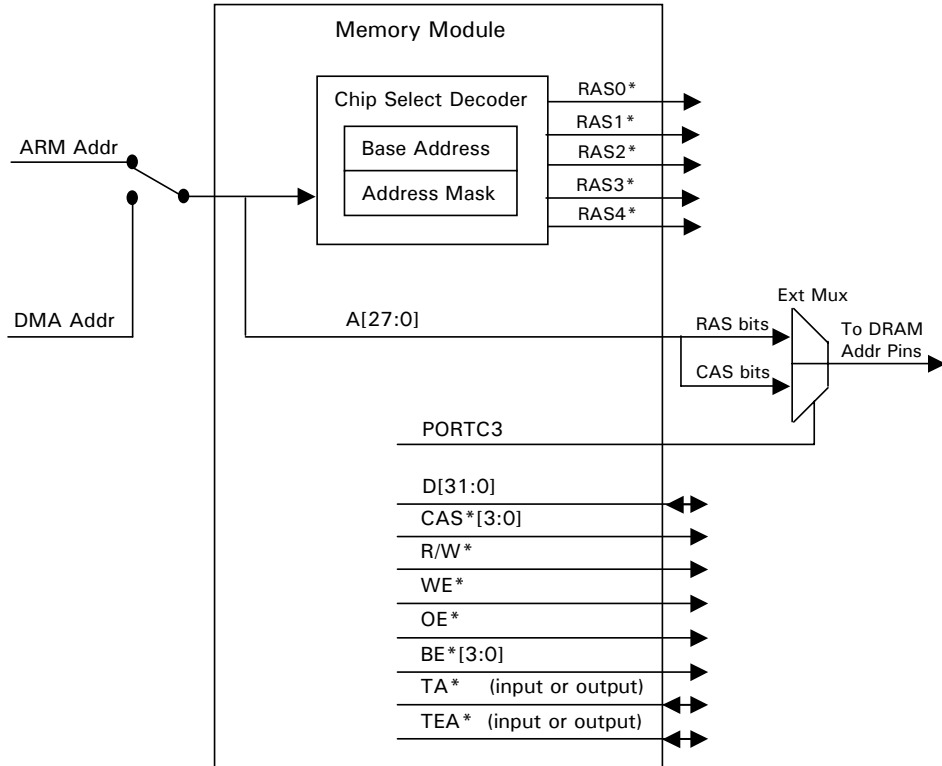 Memory Module
Chip Select Decoder
Base Address
Address Mask
RAS0*
RAS1*
RAS2*
RAS3*
RAS4*
ARM Addr
DMA Addr
A[27:0]
Ext Mux
RAS bits
CAS bits
To DRAM
Addr Pins
PORTC3
D[31:0]
CAS*[3:0]
R/W*
WE*
OE*
BE*[3:0]
TA* (input or output)
TEA* (input or output)